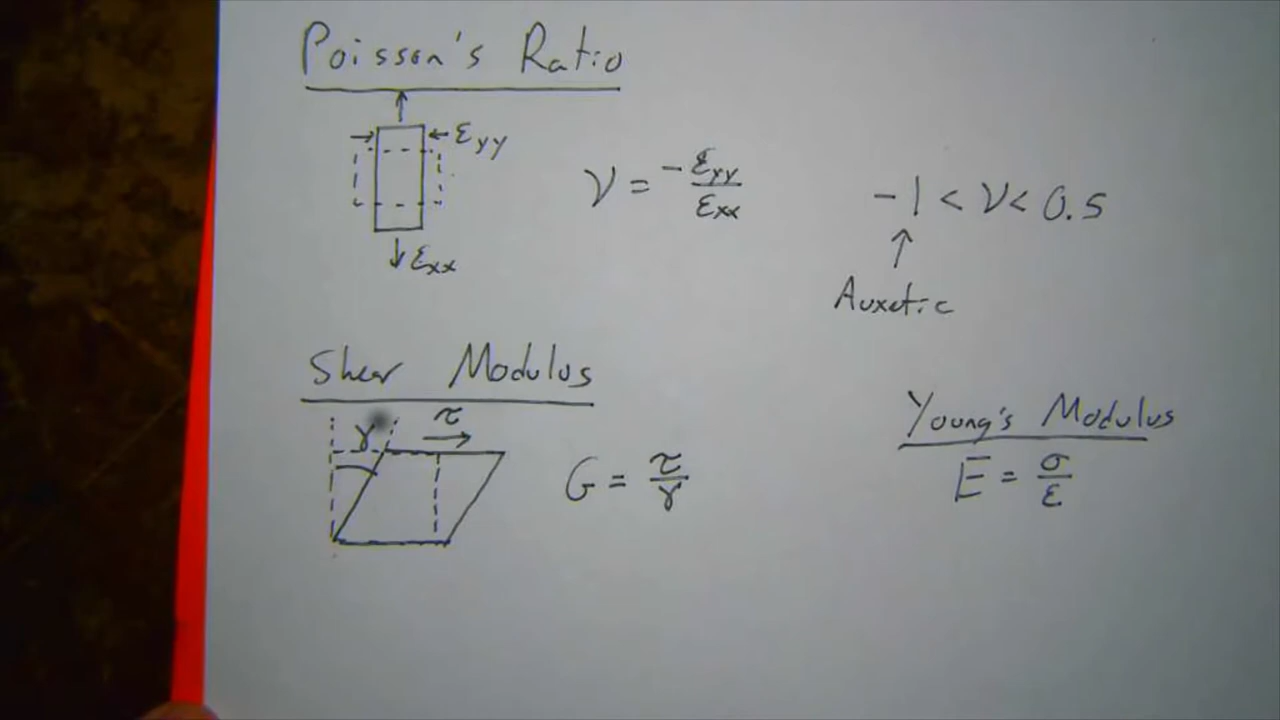 Poisson's Ratio
εyy
ν = -εyy/εxx
-1 < ν < 0.5
εxx
Auxetic
Shear Modulus
γ τ
G = τ/γ
Young's Modulus
E = σ/ε